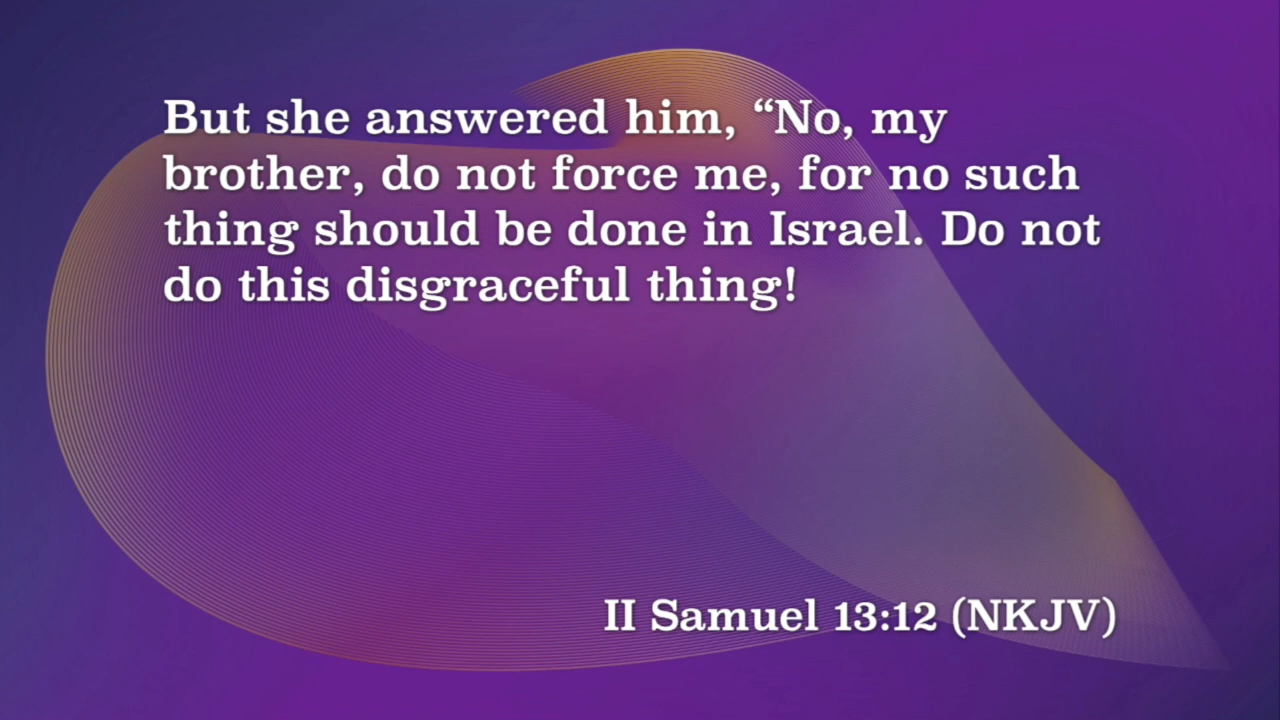 But she answered him, “No, my
brother, do not force me, for no such
thing should be done in Israel. Do not
do this disgraceful thing!
II Samuel 13:12 (NKJV)